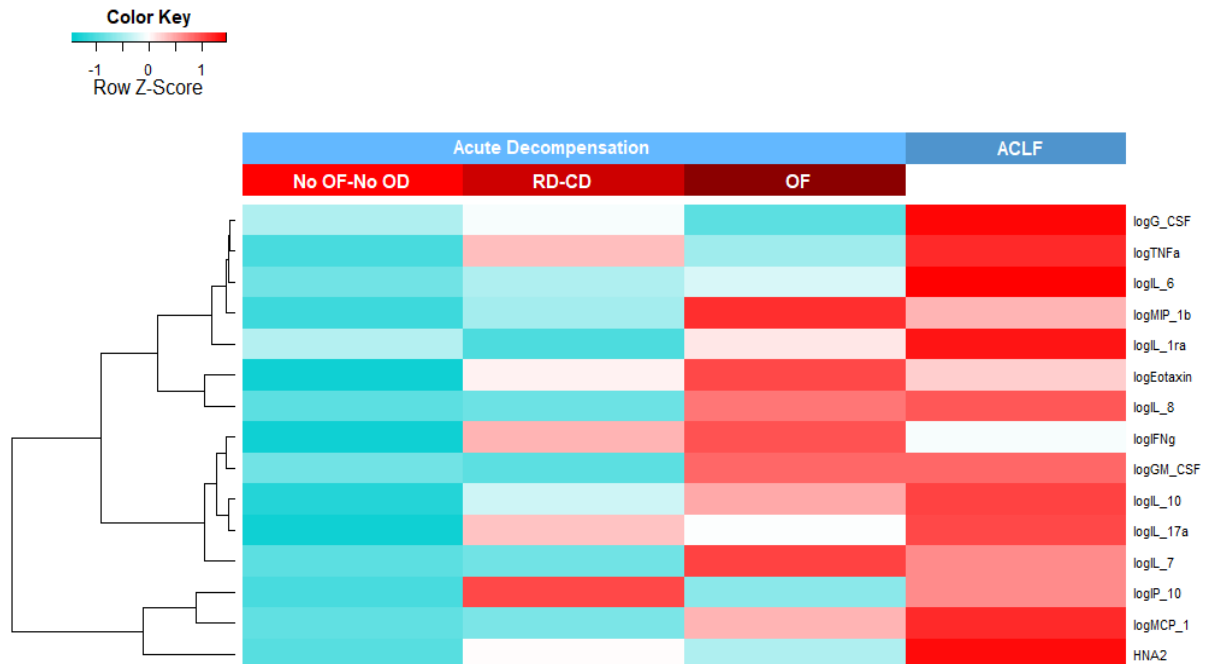 Color Key
-1 0 1
Row Z-Score
Acute Decompensation ACLF
No OF-No OD RD-CD OF
logG_CSF
logTNFa
logIL_6
logMIP_1b
logIL_1ra
logEotaxin
logIL_8
logIFNg
logGM_CSF
logIL_10
logIL_17a
logIL_7
logIP_10
logMCP_1
HNA2